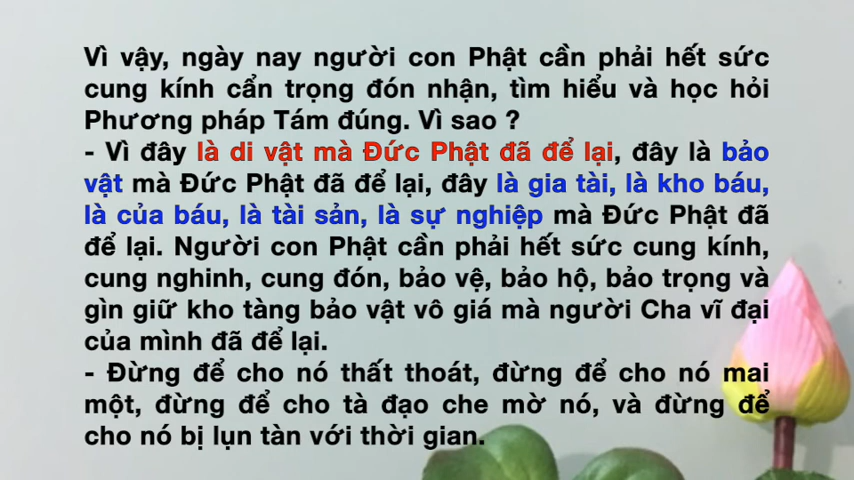 Vì vậy, ngày nay người con Phật cần phải hết sức
cung kính cẩn trọng đón nhận, tìm hiểu và học hỏi
Phương pháp Tám đúng. Vì sao ?
- Vì đây là di vật mà Đức Phật đã để lại, đây là bảo
vật mà Đức Phật đã để lại, đây là gia tài, là kho báu,
là của báu, là tài sản, là sự nghiệp mà Đức Phật đã
để lại. Người con Phật cần phải hết sức cung kính,
cung nghinh, cung đón, bảo vệ, bảo hộ, bảo trọng và
gìn giữ kho tàng bảo vật vô giá mà người Cha vĩ đại
của mình đã để lại.
- Đừng để cho nó thất thoát, đừng để cho nó mai
một, đừng để cho tà đạo che mờ nó, và đừng để
cho nó bị lụn tàn với thời gian.